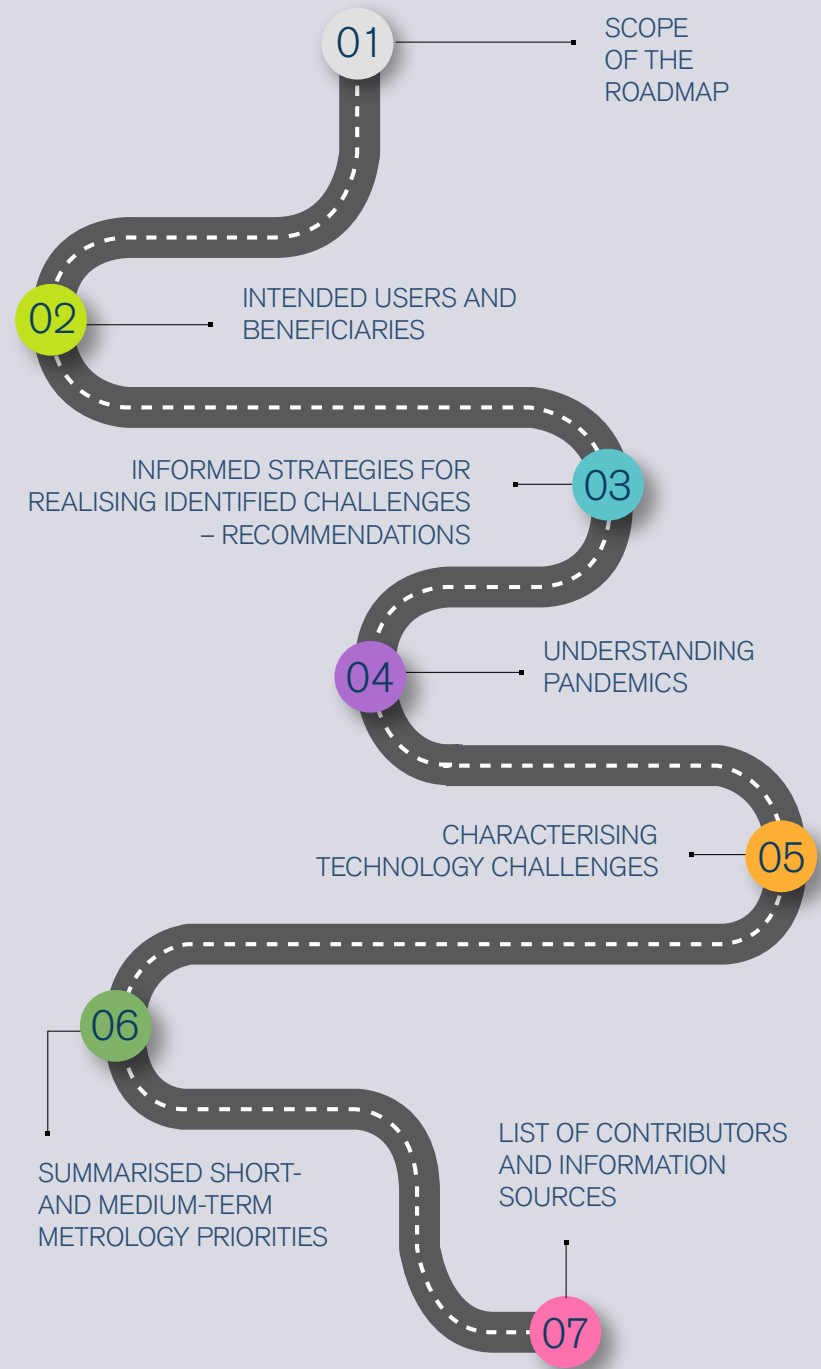 01
SCOPE
OF THE
ROADMAP
02
INTENDED USERS AND
BENEFICIARIES
INFORMED STRATEGIES FOR
REALISING IDENTIFIED CHALLENGES
– RECOMMENDATIONS
03
04
UNDERSTANDING
PANDEMICS
CHARACTERISING
TECHNOLOGY CHALLENGES
05
06
SUMMARISED SHORT-
AND MEDIUM-TERM
METROLOGY PRIORITIES
LIST OF CONTRIBUTORS
AND INFORMATION
SOURCES
07